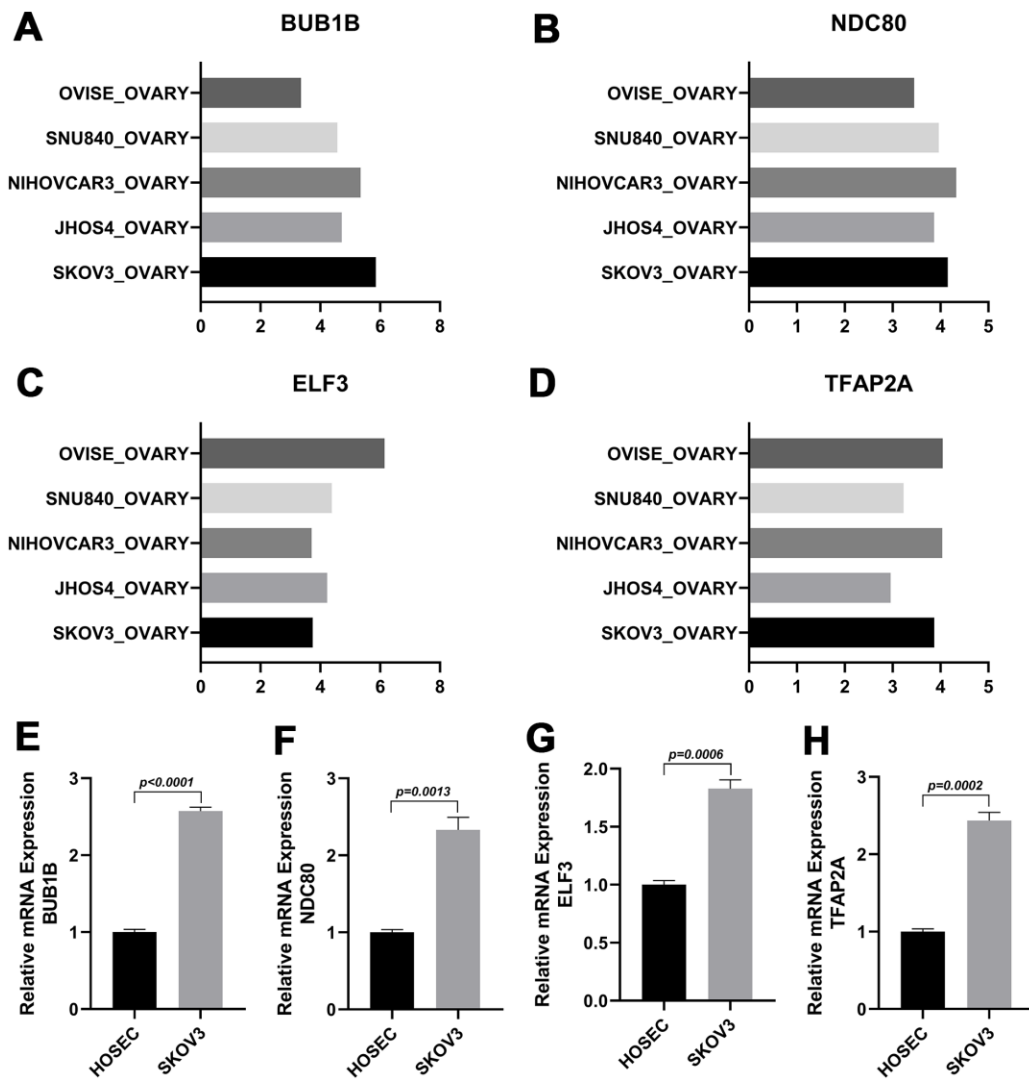 A
BUB1B
OVISE_OVARY
SNU840_OVARY
NIHOVCAR3_OVARY
JHOS4_OVARY
SKOV3_OVARY
0 2 4 6 8
B
NDC80
OVISE_OVARY
SNU840_OVARY
NIHOVCAR3_OVARY
JHOS4_OVARY
SKOV3_OVARY
0 1 2 3 4 5
C
ELF3
OVISE_OVARY
SNU840_OVARY
NIHOVCAR3_OVARY
JHOS4_OVARY
SKOV3_OVARY
0 2 4 6 8
D
TFAP2A
OVISE_OVARY
SNU840_OVARY
NIHOVCAR3_OVARY
JHOS4_OVARY
SKOV3_OVARY
0 1 2 3 4 5
E
Relative mRNA Expression
BUB1B
3
2
1
0
p<0.0001
HOSEC
SKOV3
F
Relative mRNA Expression
NDC80
3
2
1
0
p=0.0013
HOSEC
SKOV3
G
Relative mRNA Expression
ELF3
2.0
1.5
1.0
0.5
0.0
p=0.0006
HOSEC
SKOV3
H
Relative mRNA Expression
TFAP2A
3
2
1
0
p=0.0002
HOSEC
SKOV3